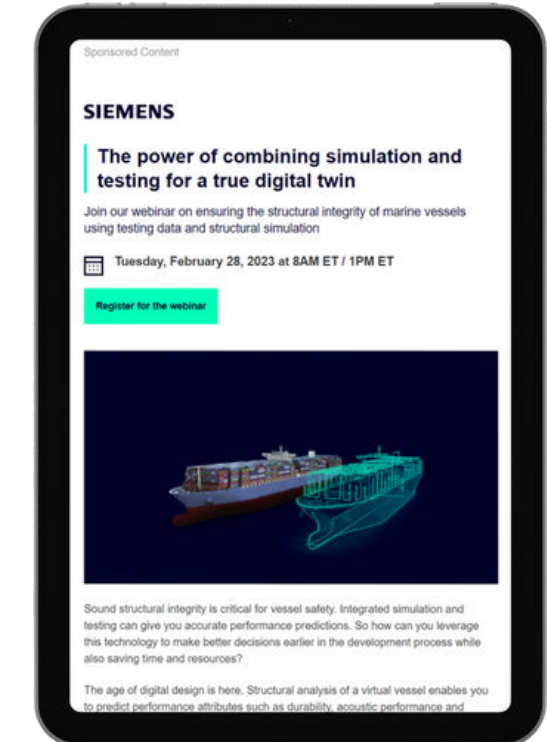 Sponsored Content
SIEMENS
The power of combining simulation and
testing for a true digital twin
Join our webinar on ensuring the structural integrity of marine vessels
using testing data and structural simulation
Tuesday, February 28, 2023 at 8AM ET / 1PM ET
Register for the webinar
Sound structural integrity is critical for vessel safety. Integrated simulation and
testing can give you accurate performance predictions. So how can you leverage
this technology to make better decisions earlier in the development process while
also saving time and resources?
The age of digital design is here. Structural analysis of a virtual vessel enables you
to predict performance attributes such as durability, acoustic performance and